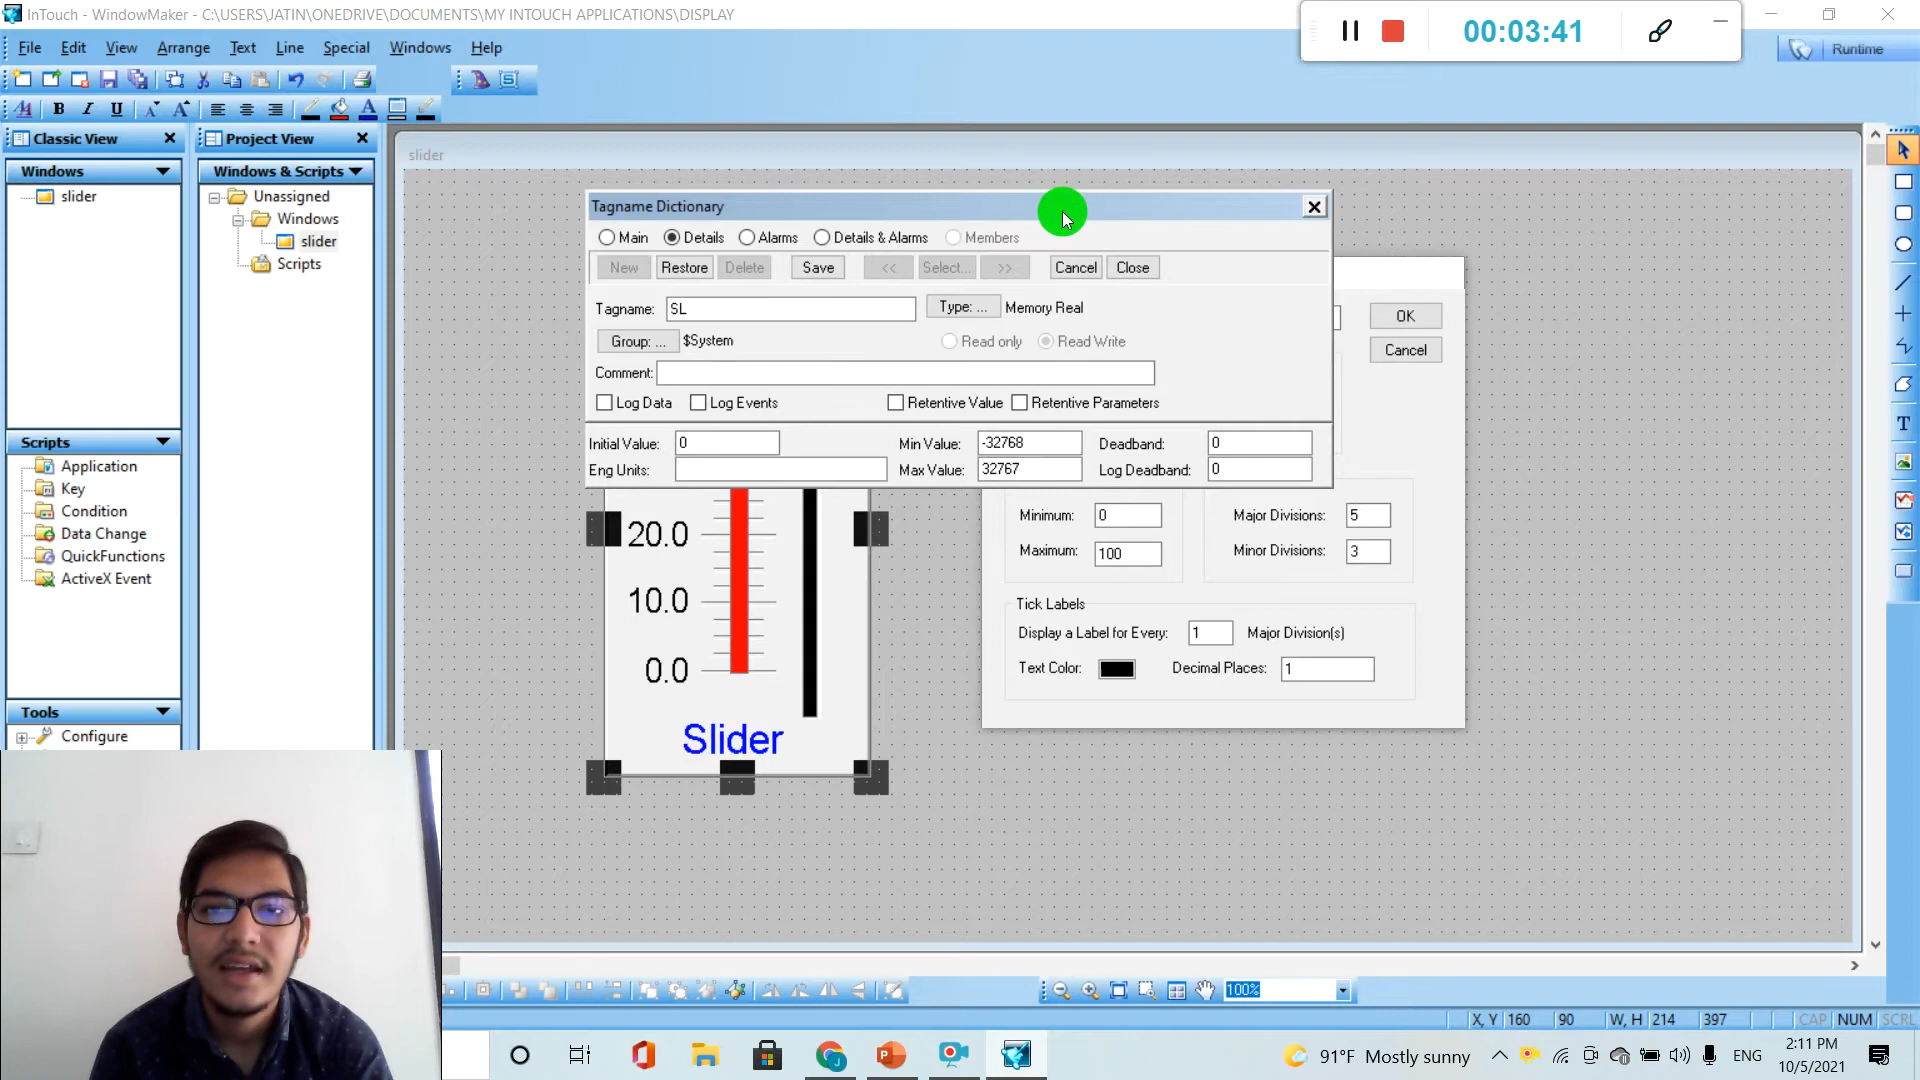 InTouch - WindowMaker - C:\USERS\JATIN\ONEDRIVE\DOCUMENTS\MY INTOUCH APPLICATIONS\DISPLAY
00:03:41
File Edit View Arrange Text Line Special Windows Help
Runtime
B I U
Classic View
Project View
Windows
Windows & Scripts
slider
Unassigned
Windows
slider
Scripts
Scripts
Application
Key
Condition
Data Change
QuickFunctions
ActiveX Event
Tools
Configure
slider
Tagname Dictionary
Main Details Alarms Details & Alarms Members
New Restore Delete Save << Select... >> Cancel Close
Tagname: SL Type: ... Memory Real
Group: ... $System Read only Read Write
Comment:
Log Data Log Events Retentive Value Retentive Parameters
Initial Value: 0 Min Value: -32768 Deadband: 0
Eng Units: Max Value: 32767 Log Deadband: 0
OK
Cancel
Minimum: 0 Major Divisions: 5
Maximum: 100 Minor Divisions: 3
Tick Labels
Display a Label for Every: 1 Major Division(s)
Text Color: Decimal Places: 1
20.0
10.0
0.0
Slider
100%
X, Y 160 90 W, H 214 397 CAP NUM SCRL
91°F Mostly sunny
ENG
2:11 PM
10/5/2021